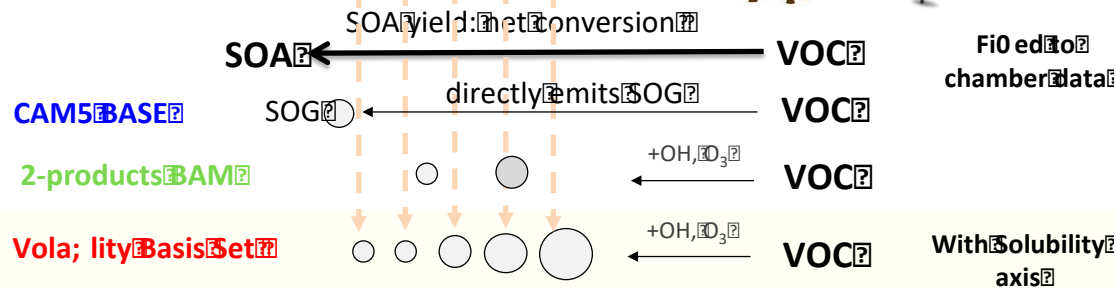 SOA⍰yield:⍰net⍰conversion⍰⍰
SOA⍰ VOC⍰ Fi0 ed⍰to⍰
chamber⍰data⍰
CAM5⍰BASE⍰ SOG⍰ directly⍰emits⍰SOG⍰ VOC⍰
2-products⍰BAM⍰ +OH,⍰O3⍰ VOC⍰
Vola; lity⍰Basis⍰Set⍰⍰ +OH,⍰O3⍰ VOC⍰ With⍰Solubility⍰
axis⍰